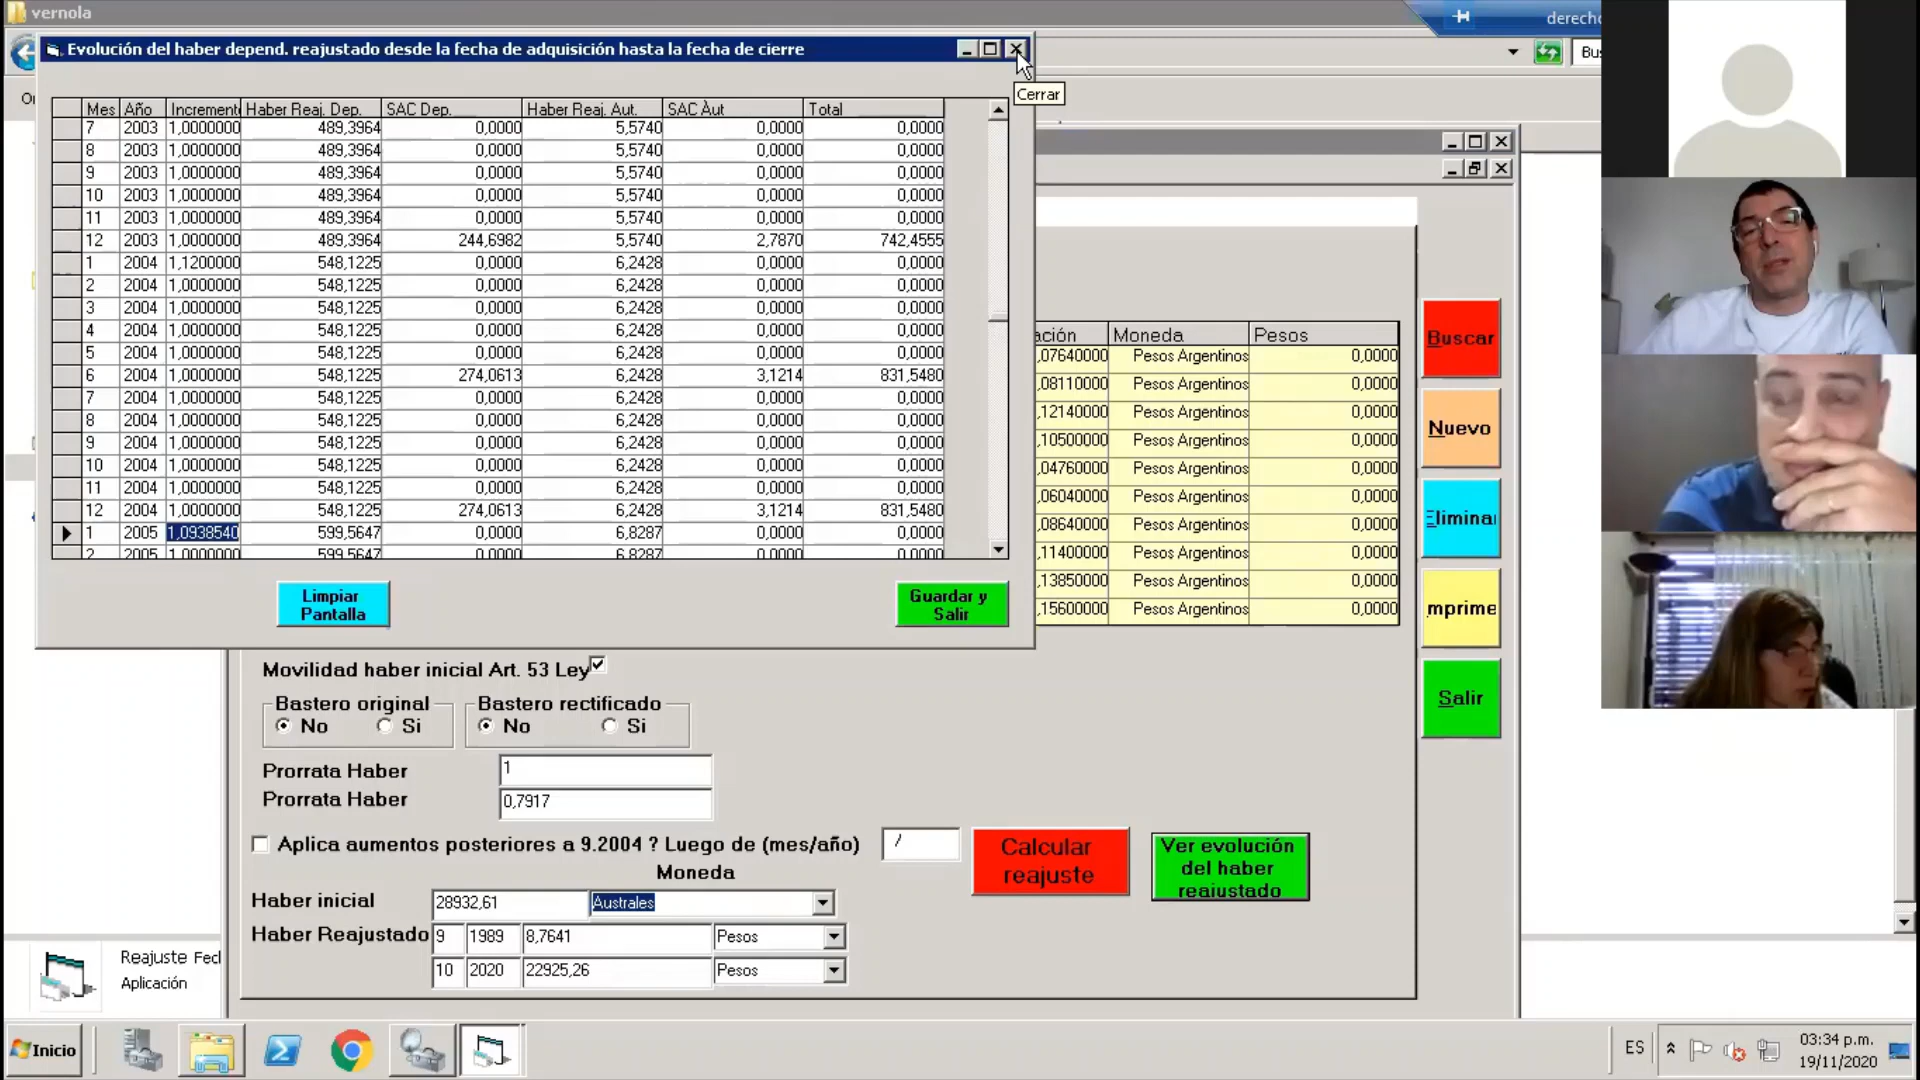 vernola
derecho
Evolución del haber depend. reajustado desde la fecha de adquisición hasta la fecha de cierre
Cerrar
Mes Año Increment Haber Reaj. Dep. SAC Dep. Haber Reaj. Aut. SAC Àut Total
7 2003 1,0000000 489,3964 0,0000 5,5740 0,0000 0,0000
8 2003 1,0000000 489,3964 0,0000 5,5740 0,0000 0,0000
9 2003 1,0000000 489,3964 0,0000 5,5740 0,0000 0,0000
10 2003 1,0000000 489,3964 0,0000 5,5740 0,0000 0,0000
11 2003 1,0000000 489,3964 0,0000 5,5740 0,0000 0,0000
12 2003 1,0000000 489,3964 244,6982 5,5740 2,7870 742,4555
1 2004 1,1200000 548,1225 0,0000 6,2428 0,0000 0,0000
2 2004 1,0000000 548,1225 0,0000 6,2428 0,0000 0,0000
3 2004 1,0000000 548,1225 0,0000 6,2428 0,0000 0,0000
4 2004 1,0000000 548,1225 0,0000 6,2428 0,0000 0,0000
5 2004 1,0000000 548,1225 0,0000 6,2428 0,0000 0,0000
6 2004 1,0000000 548,1225 274,0613 6,2428 3,1214 831,5480
7 2004 1,0000000 548,1225 0,0000 6,2428 0,0000 0,0000
8 2004 1,0000000 548,1225 0,0000 6,2428 0,0000 0,0000
9 2004 1,0000000 548,1225 0,0000 6,2428 0,0000 0,0000
10 2004 1,0000000 548,1225 0,0000 6,2428 0,0000 0,0000
11 2004 1,0000000 548,1225 0,0000 6,2428 0,0000 0,0000
12 2004 1,0000000 548,1225 274,0613 6,2428 3,1214 831,5480
1 2005 1,0938540 599,5647 0,0000 6,8287 0,0000 0,0000
2 2005 1,0000000 599,5647 0,0000 6,8287 0,0000 0,0000
Limpiar Pantalla
Guardar y Salir
Bu
ación Moneda Pesos
,07640000 Pesos Argentinos 0,0000
,08110000 Pesos Argentinos 0,0000
,12140000 Pesos Argentinos 0,0000
,10500000 Pesos Argentinos 0,0000
,04760000 Pesos Argentinos 0,0000
,06040000 Pesos Argentinos 0,0000
,08640000 Pesos Argentinos 0,0000
,11400000 Pesos Argentinos 0,0000
,13850000 Pesos Argentinos 0,0000
,15600000 Pesos Argentinos 0,0000
Buscar
Nuevo
Elimina
mprime
Salir
Movilidad haber inicial Art. 53 Ley
Bastero original
No Si
Bastero rectificado
No Si
Prorrata Haber 1
Prorrata Haber 0,7917
Aplica aumentos posteriores a 9.2004 ? Luego de (mes/año) /
Calcular reajuste
Ver evolución del haber reajustado
Moneda
Haber inicial 28932,61 Australes
Haber Reajustado 9 1989 8,7641 Pesos
10 2020 22925,26 Pesos
Reajuste Fed
Aplicación
Inicio
ES
03:34 p.m.
19/11/2020